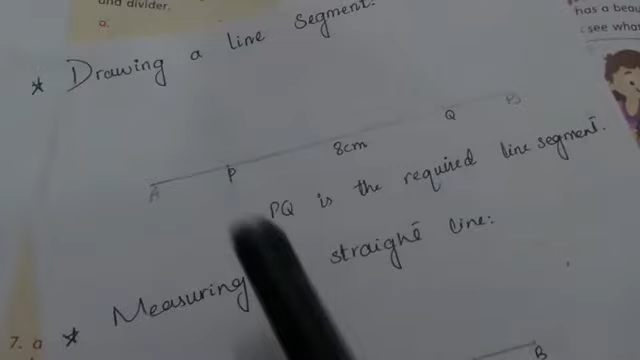 and divider.
a.
has a
see what
* Drawing a line segment:
A P 8cm Q B
PQ is the required line segment.
* Measuring straight line:
7. a
B